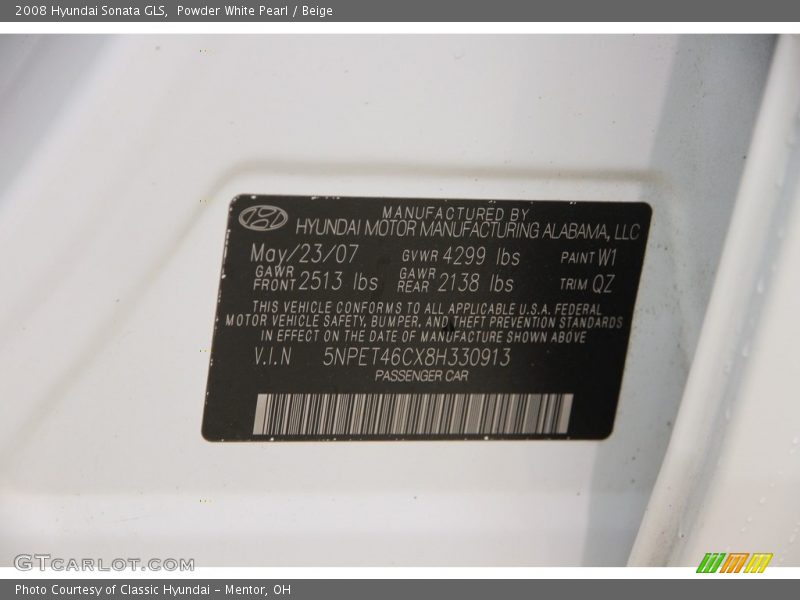 2008 Hyundai Sonata GLS,  Powder White Pearl / Beige
MANUFACTURED BY
HYUNDAI MOTOR MANUFACTURING ALABAMA, LLC
May/23/07 GVWR 4299 lbs PAINT W1
GAWR FRONT 2513 lbs GAWR REAR 2138 lbs TRIM QZ
THIS VEHICLE CONFORMS TO ALL APPLICABLE U.S.A. FEDERAL
MOTOR VEHICLE SAFETY, BUMPER, AND THEFT PREVENTION STANDARDS
IN EFFECT ON THE DATE OF MANUFACTURE SHOWN ABOVE
V.I.N 5NPET46CX8H330913
PASSENGER CAR
GTCARLOT.COM
Photo Courtesy of Classic Hyundai - Mentor, OH